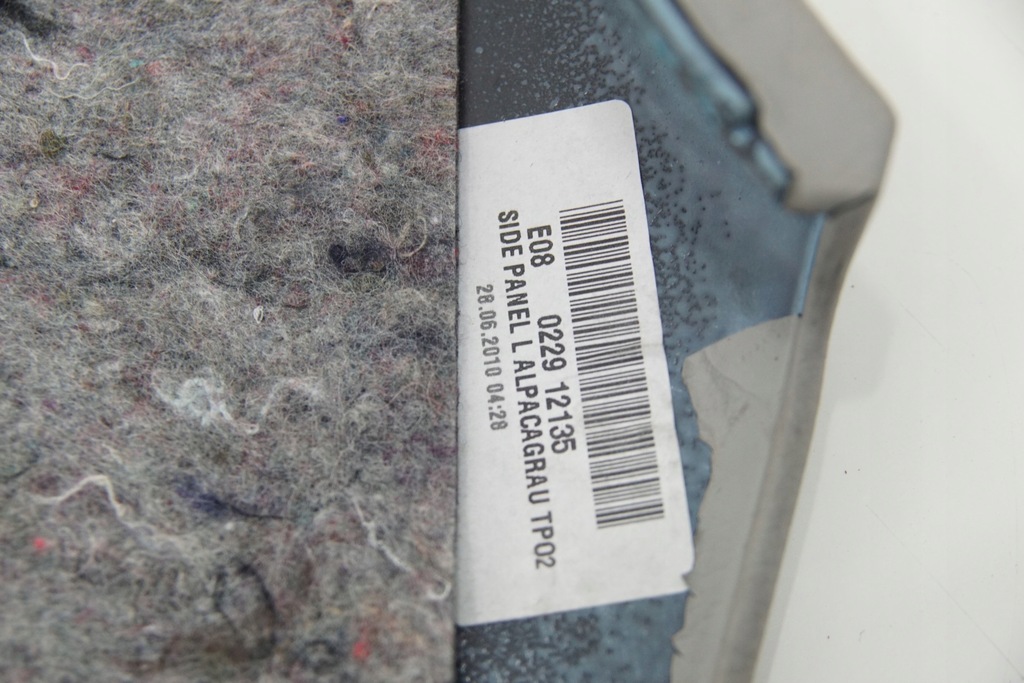 E08 0229 12135
SIDE PANEL L ALPACAGRAU TP02
28.06.2010 04:28